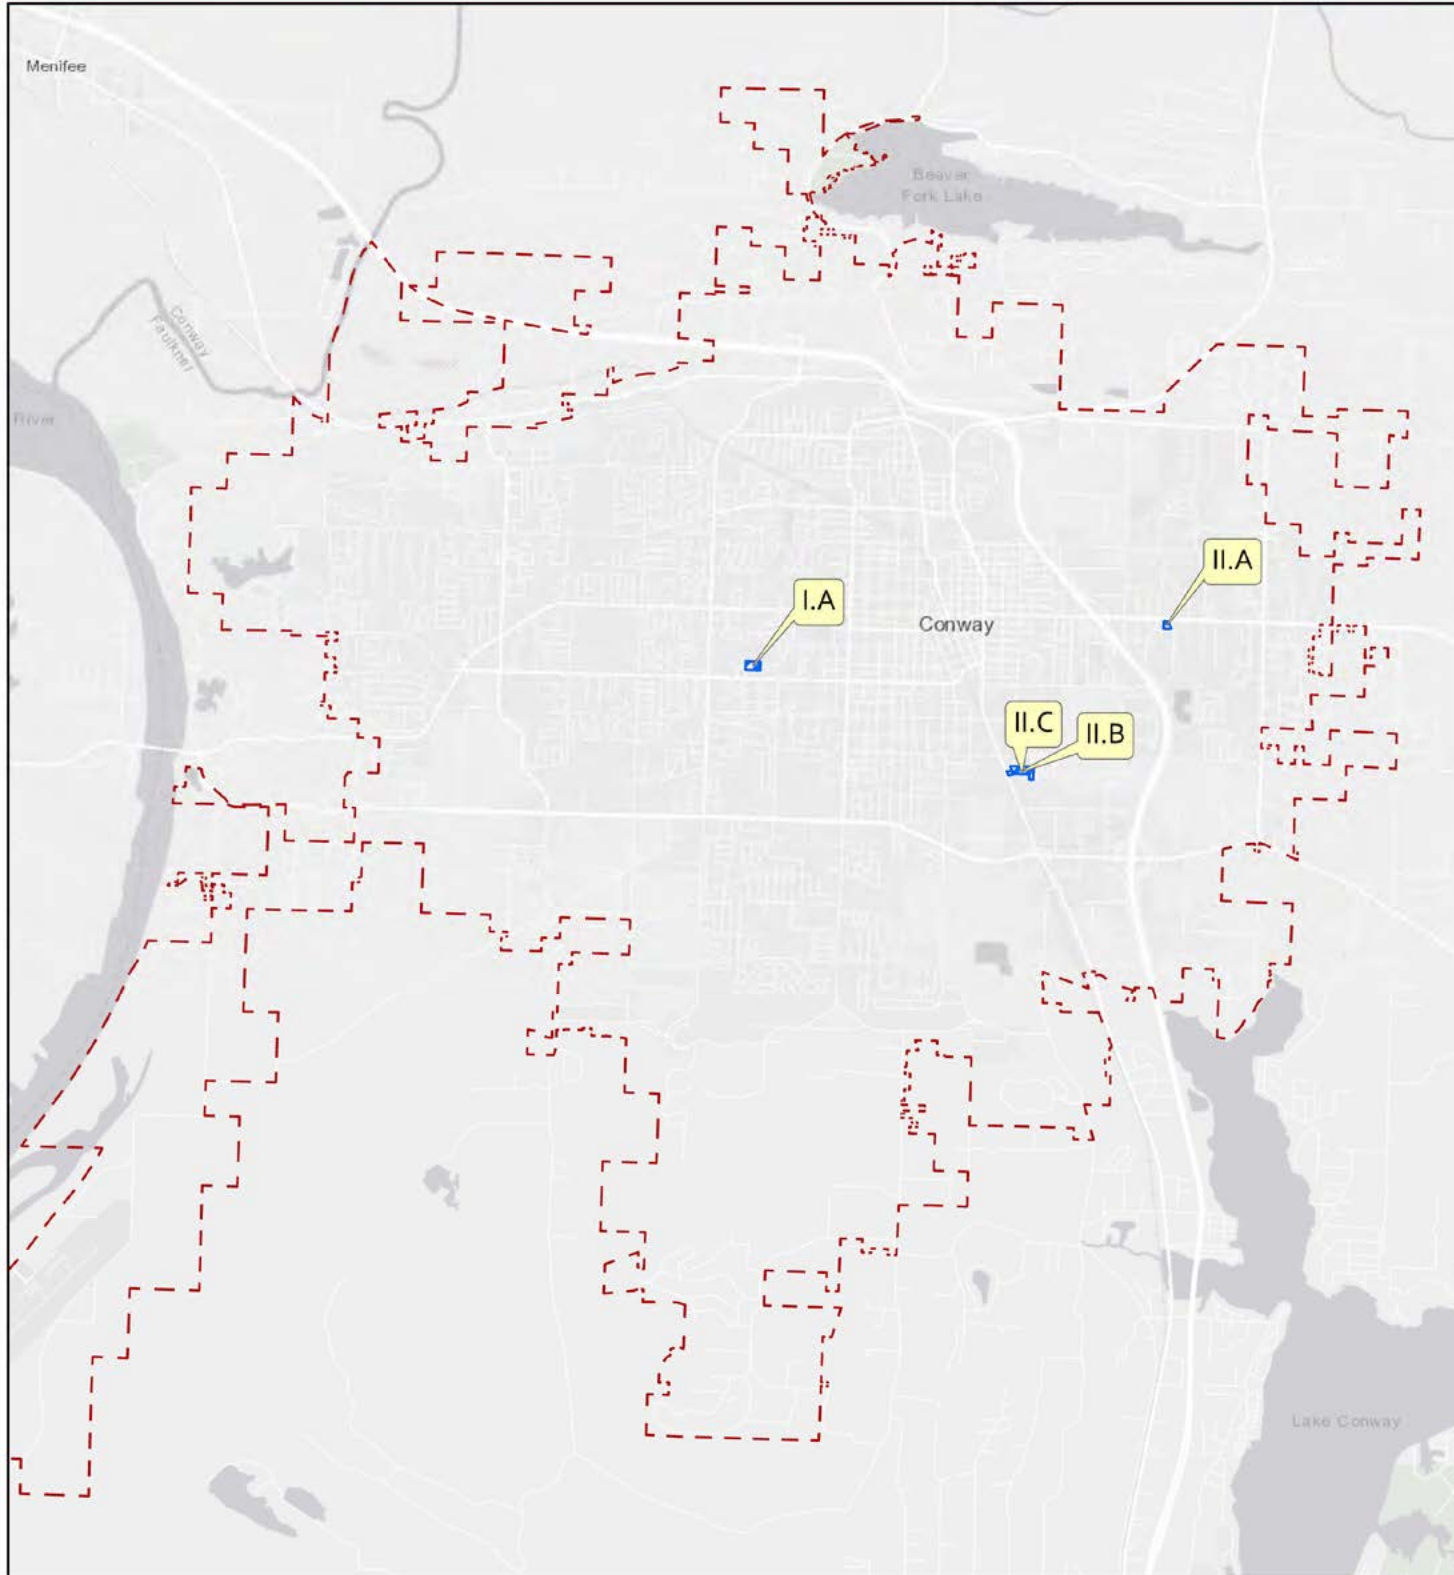 Menifee
Beaver
Fork Lake
Conway
Faulkner
River
II.A
I.A
Conway
II.C
II.B
Lake Conway